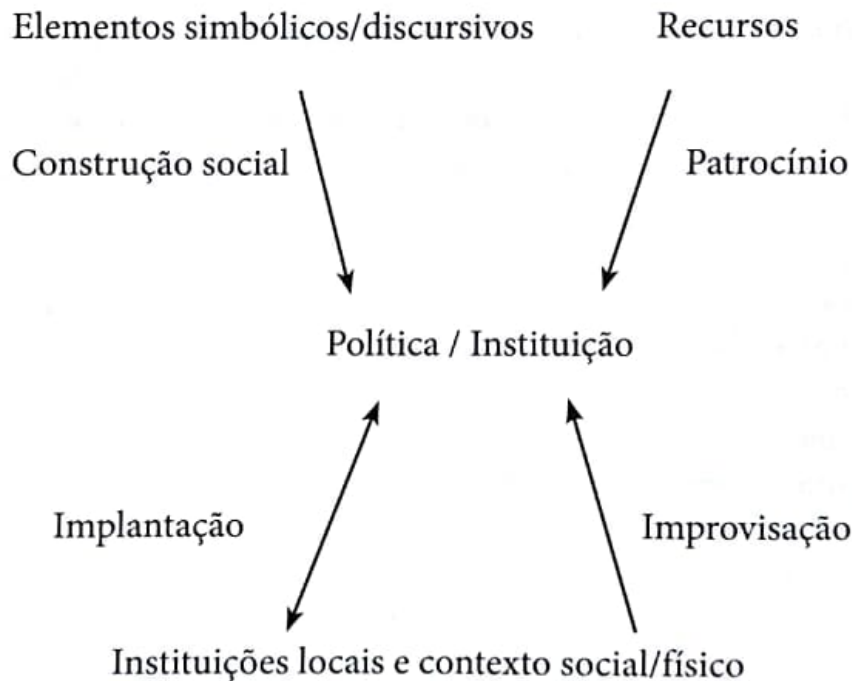 Elementos simbólicos/discursivos Recursos
Construção social Patrocínio
Política / Instituição
Implantação Improvisação
Instituições locais e contexto social/físico